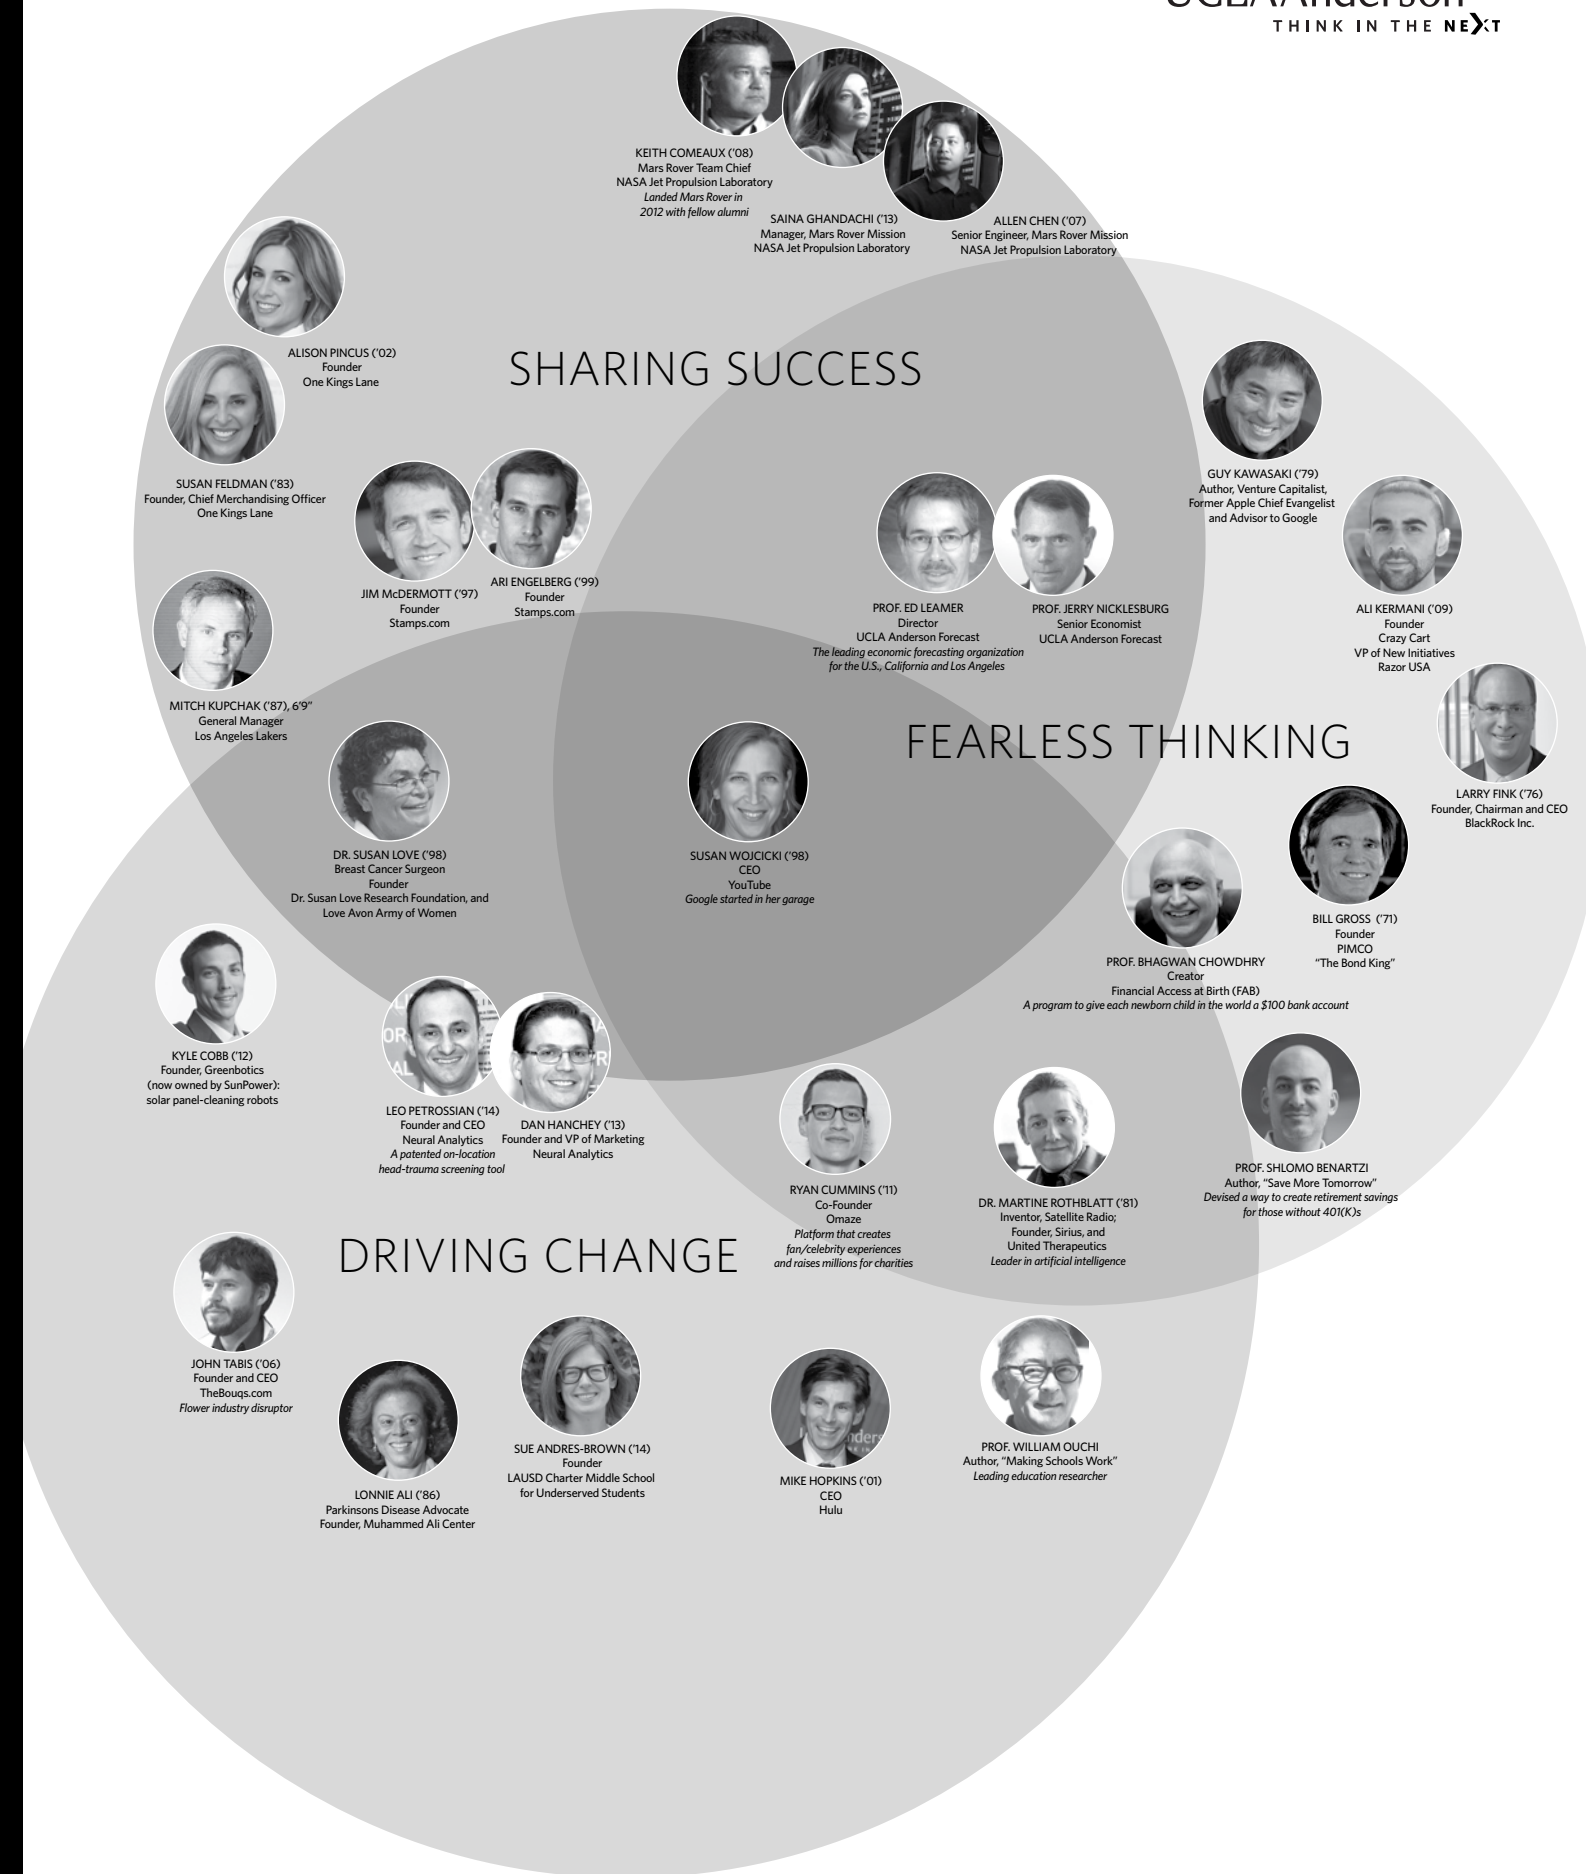 UCLA Anderson
THINK IN THE NEXT
KEITH COMEAUX ('08)
Mars Rover Team Chief
NASA Jet Propulsion Laboratory
Landed Mars Rover in
2012 with fellow alumni
SAINA GHANDACHI ('13)
Manager, Mars Rover Mission
NASA Jet Propulsion Laboratory
ALLEN CHEN ('07)
Senior Engineer, Mars Rover Mission
NASA Jet Propulsion Laboratory
ALISON PINCUS ('02)
Founder
One Kings Lane
SHARING SUCCESS
SUSAN FELDMAN ('83)
Founder, Chief Merchandising Officer
One Kings Lane
GUY KAWASAKI ('79)
Author, Venture Capitalist,
Former Apple Chief Evangelist
and Advisor to Google
JIM McDERMOTT ('97)
Founder
Stamps.com
ARI ENGELBERG ('99)
Founder
Stamps.com
PROF. ED LEAMER
Director
UCLA Anderson Forecast
The leading economic forecasting organization
for the U.S., California and Los Angeles
PROF. JERRY NICKLESBURG
Senior Economist
UCLA Anderson Forecast
ALI KERMANI ('09)
Founder
Crazy Cart
VP of New Initiatives
Razor USA
MITCH KUPCHAK ('87), 6'9"
General Manager
Los Angeles Lakers
FEARLESS THINKING
LARRY FINK ('76)
Founder, Chairman and CEO
BlackRock Inc.
DR. SUSAN LOVE ('98)
Breast Cancer Surgeon
Founder
Dr. Susan Love Research Foundation, and
Love Avon Army of Women
SUSAN WOJCICKI ('98)
CEO
YouTube
Google started in her garage
BILL GROSS ('71)
Founder
PIMCO
"The Bond King"
PROF. BHAGWAN CHOWDHRY
Creator
Financial Access at Birth (FAB)
A program to give each newborn child in the world a $100 bank account
KYLE COBB ('12)
Founder, Greenbotics
(now owned by SunPower):
solar panel-cleaning robots
LEO PETROSSIAN ('14)
Founder and CEO
Neural Analytics
A patented on-location
head-trauma screening tool
DAN HANCHEY ('13)
Founder and VP of Marketing
Neural Analytics
RYAN CUMMINS ('11)
Co-Founder
Omaze
Platform that creates
fan/celebrity experiences
and raises millions for charities
DR. MARTINE ROTHBLATT ('81)
Inventor, Satellite Radio;
Founder, Sirius, and
United Therapeutics
Leader in artificial intelligence
PROF. SHLOMO BENARTZI
Author, "Save More Tomorrow"
Devised a way to create retirement savings
for those without 401(K)s
DRIVING CHANGE
JOHN TABIS ('06)
Founder and CEO
TheBouqs.com
Flower industry disruptor
LONNIE ALI ('86)
Parkinsons Disease Advocate
Founder, Muhammed Ali Center
SUE ANDRES-BROWN ('14)
Founder
LAUSD Charter Middle School
for Underserved Students
MIKE HOPKINS ('01)
CEO
Hulu
PROF. WILLIAM OUCHI
Author, "Making Schools Work"
Leading education researcher